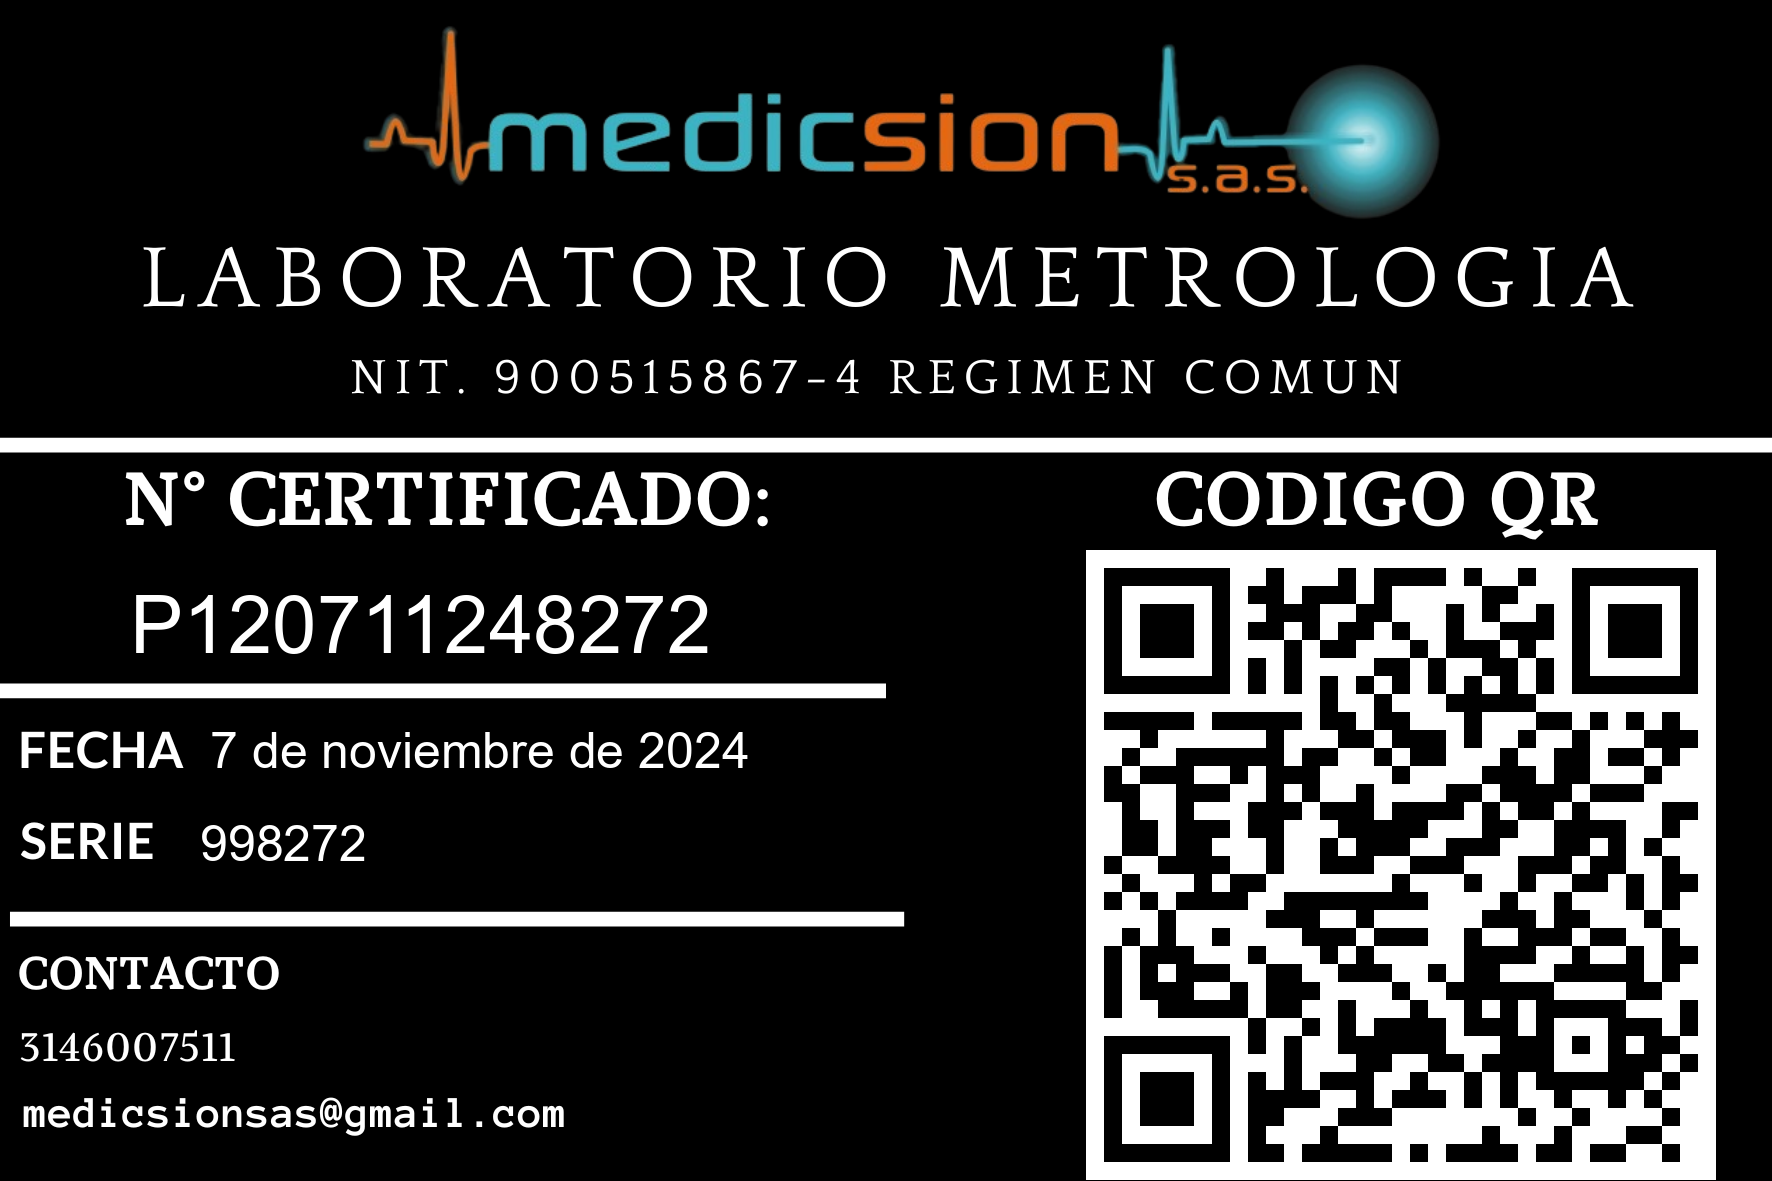 medicsion
s.a.s.
LABORATORIO METROLOGIA
NIT. 900515867-4 REGIMEN COMUN
N° CERTIFICADO:
P120711248272
FECHA 7 de noviembre de 2024
SERIE 998272
CONTACTO
3146007511
medicsionsas@gmail.com
CODIGO QR